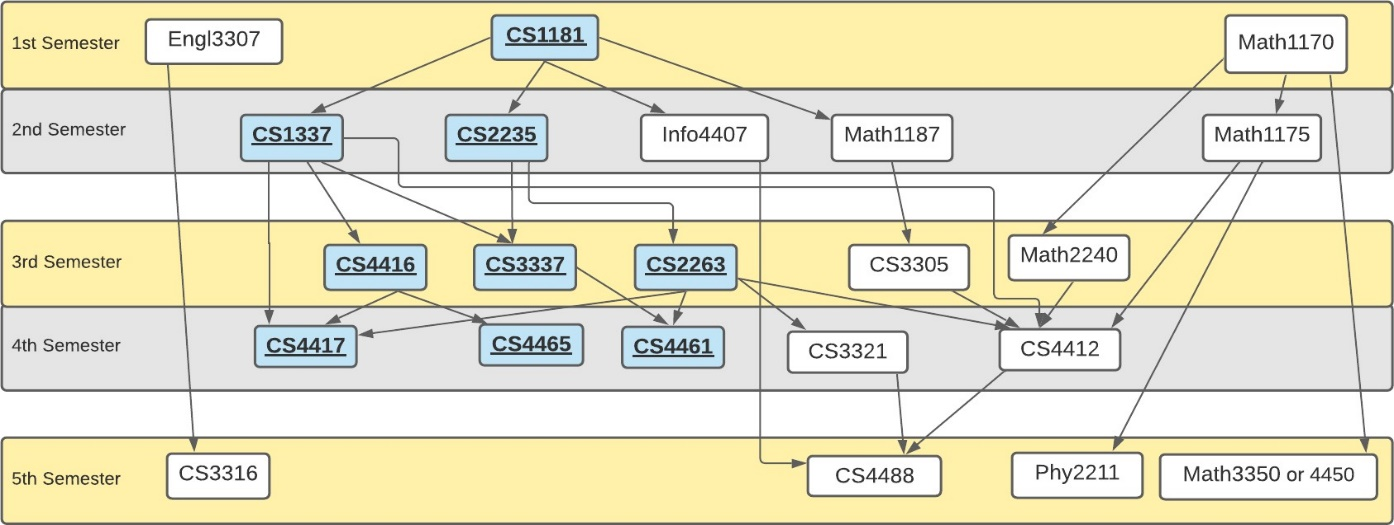 1st Semester
Engl3307
CS1181
Math1170
2nd Semester
CS1337
CS2235
Info4407
Math1187
Math1175
3rd Semester
CS4416
CS3337
CS2263
CS3305
Math2240
4th Semester
CS4417
CS4465
CS4461
CS3321
CS4412
5th Semester
CS3316
CS4488
Phy2211
Math3350 or 4450